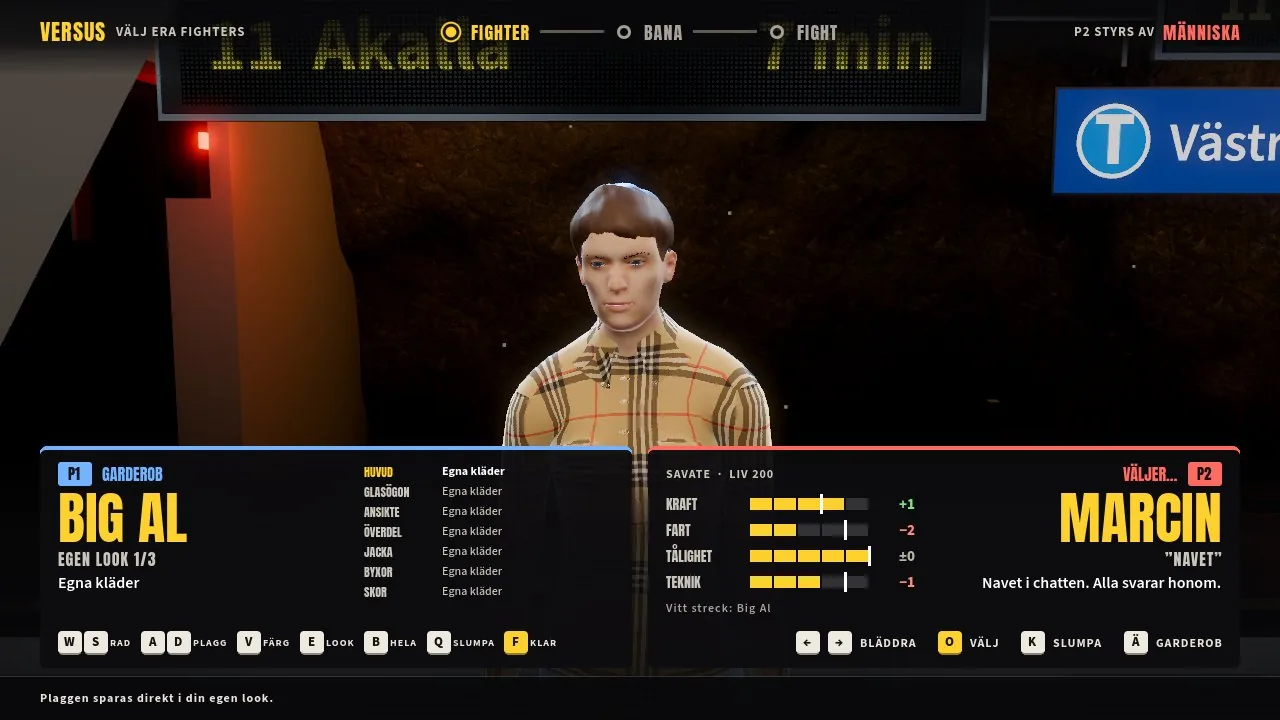 VERSUS VÄLJ ERA FIGHTERS
FIGHTER BANA FIGHT
P2 STYRS AV MÄNNISKA
11 Akalla 7 min
T
P1 GARDEROB
BIG AL
EGEN LOOK 1/3
Egna kläder
HUVUD Egna kläder
GLASÖGON Egna kläder
ANSIKTE Egna kläder
ÖVERDEL Egna kläder
JACKA Egna kläder
BYXOR Egna kläder
SKOR Egna kläder
W S RAD A D PLAGG V FÄRG E LOOK B HELA Q SLUMPA F KLAR
SAVATE · LIV 200
KRAFT +1
FART −2
TÅLIGHET ±0
TEKNIK −1
Vitt streck: Big Al
VÄLJER... P2
MARCIN
”NAVET”
Navet i chatten. Alla svarar honom.
← → BLÄDDRA O VÄLJ K SLUMPA Ä GARDEROB
Plaggen sparas direkt i din egen look.